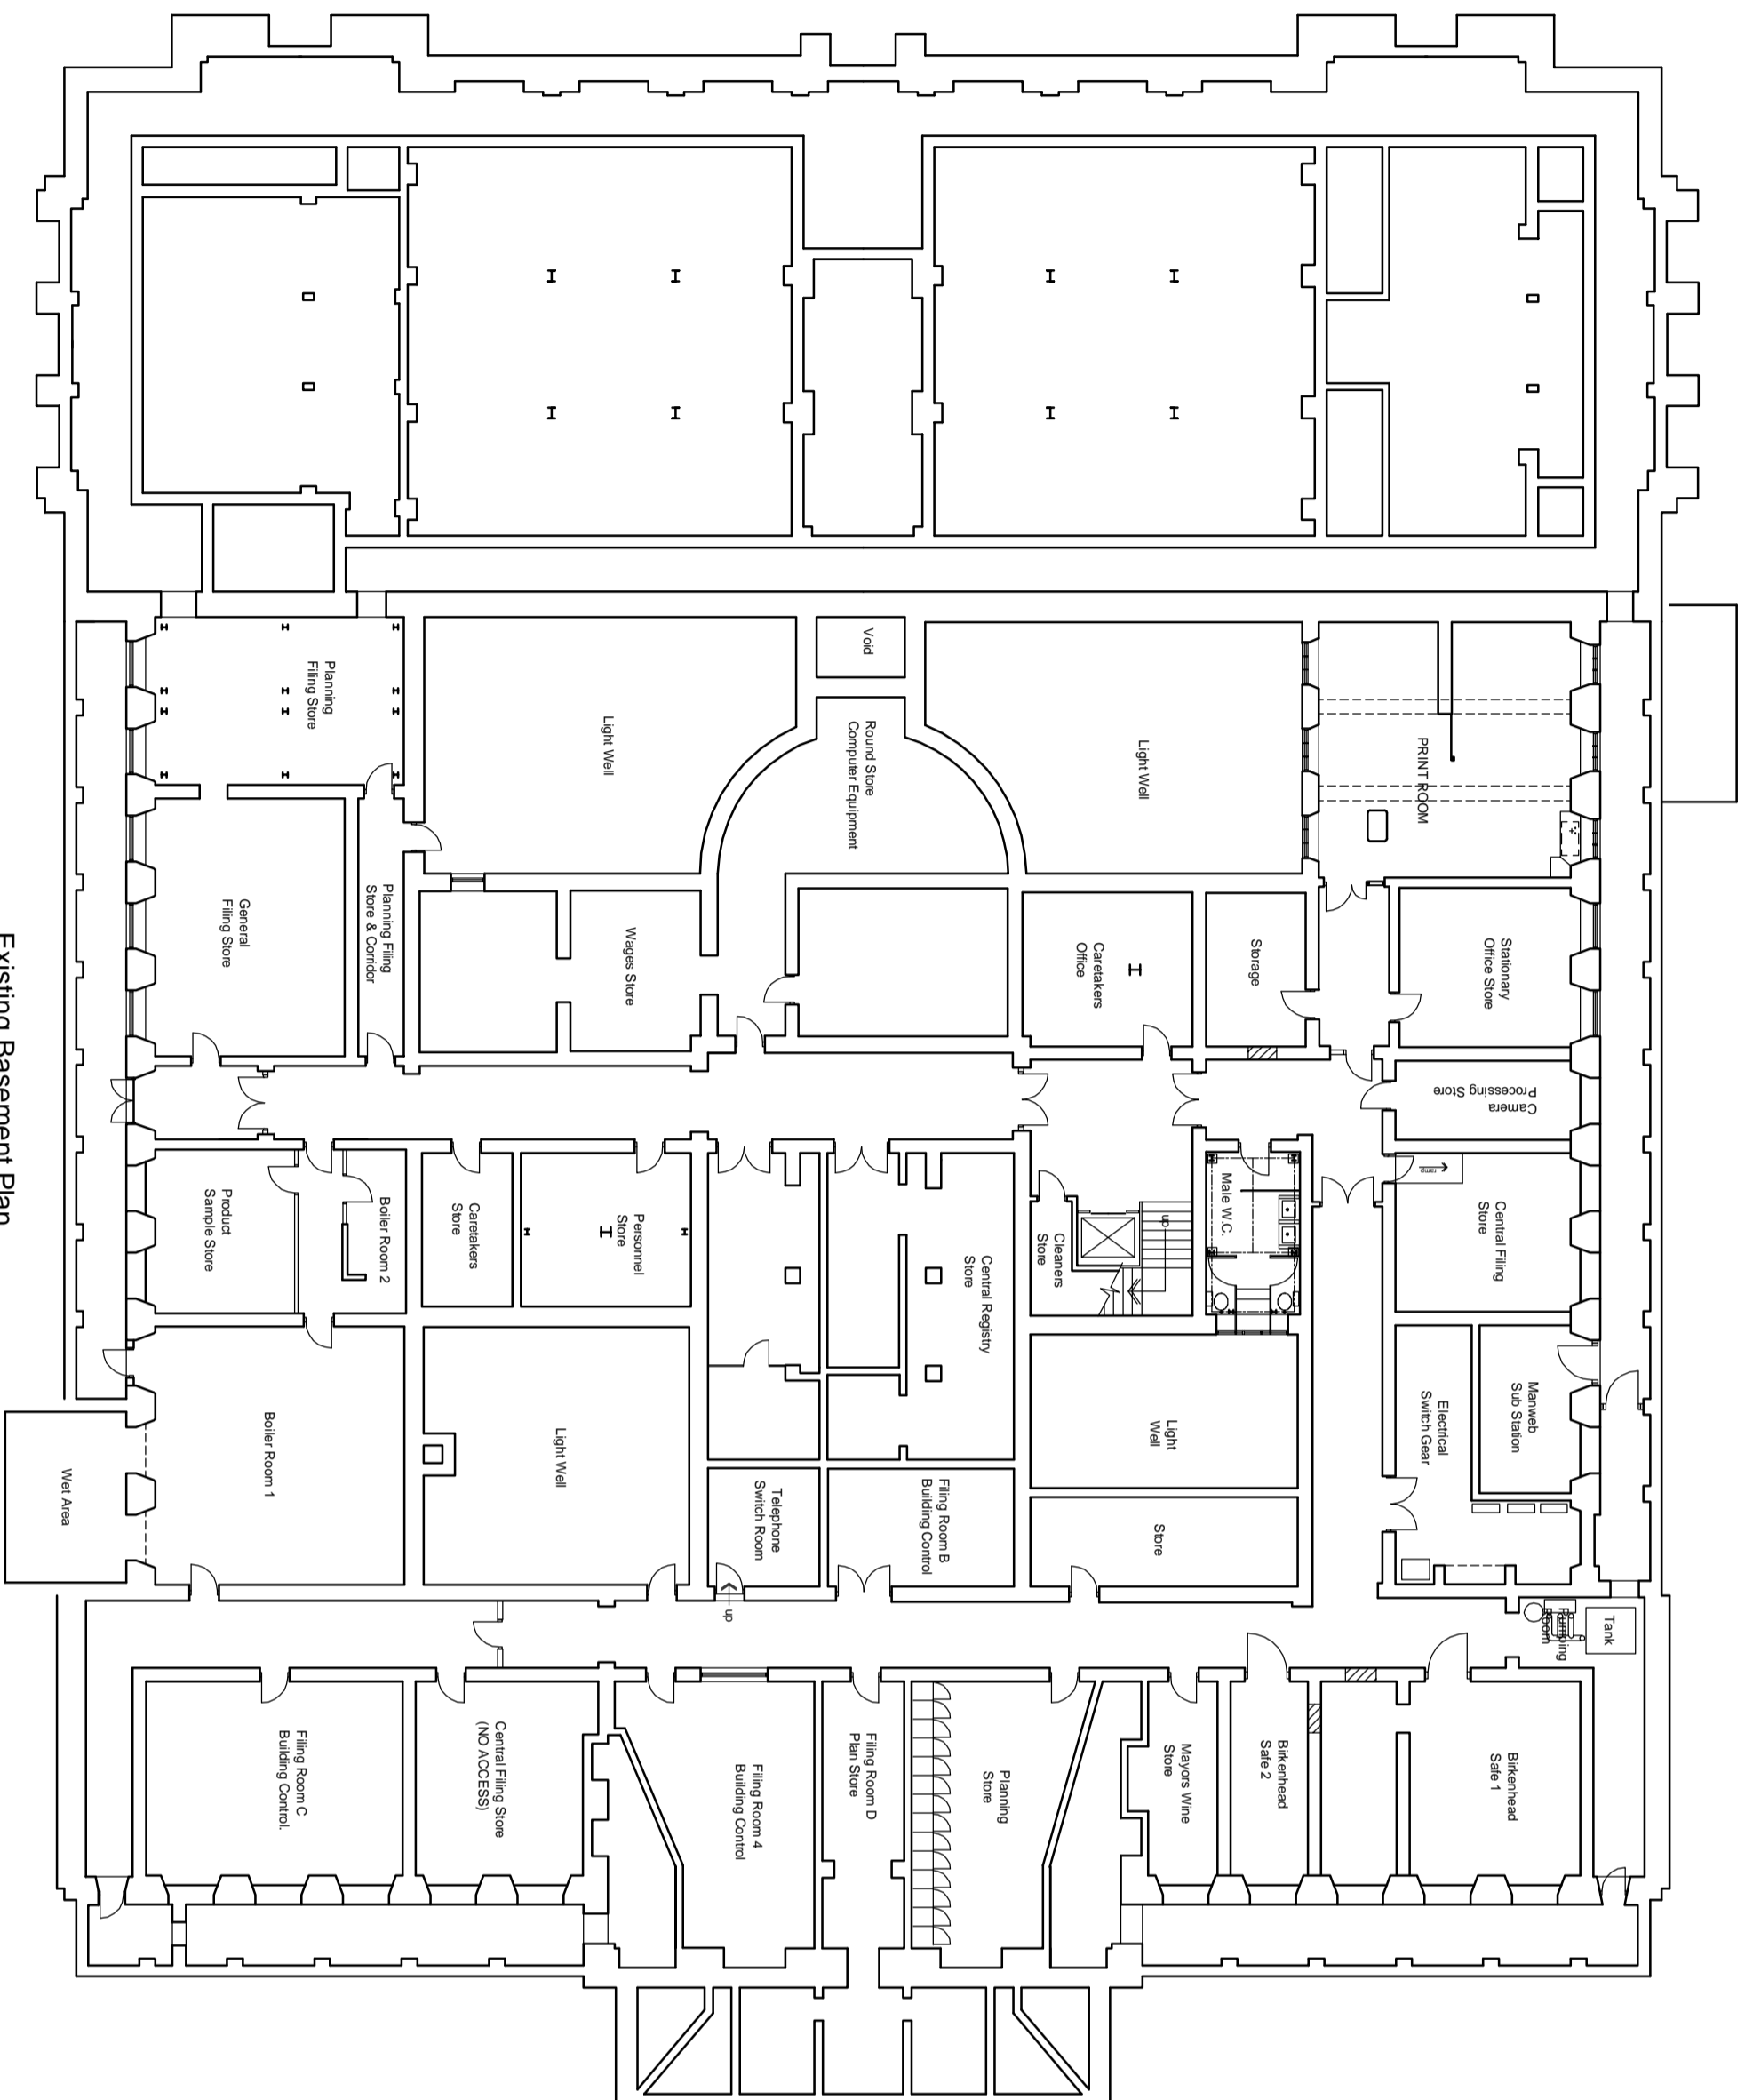 Void
Planning
Filing Store
Light Well
Round Store
Computer Equipment
Light Well
PRINT ROOM
General
Filing Store
Planning Filing
Store & Corridor
Wages Store
Caretakers
Office
Storage
Stationary
Office Store
Camera
Processing Store
Product
Sample Store
Boiler Room 2
Caretakers
Store
Personnel
Store
Central Registry
Store
Cleaners
Store
up
Male W.C.
ramp
Central Filing
Store
Boiler Room 1
Wet Area
Light Well
Telephone
Switch Room
up
Filing Room B
Building Control
Light
Well
Store
Electrical
Switch Gear
Manweb
Sub Station
Pumping
Room
Tank
Filing Room C
Building Control.
Central Filing Store
(NO ACCESS)
Filing Room 4
Building Control
Filing Room D
Plan Store
Planning
Store
Mayors Wine
Store
Birkenhead
Safe 2
Birkenhead
Safe 1
Existing Basement Plan